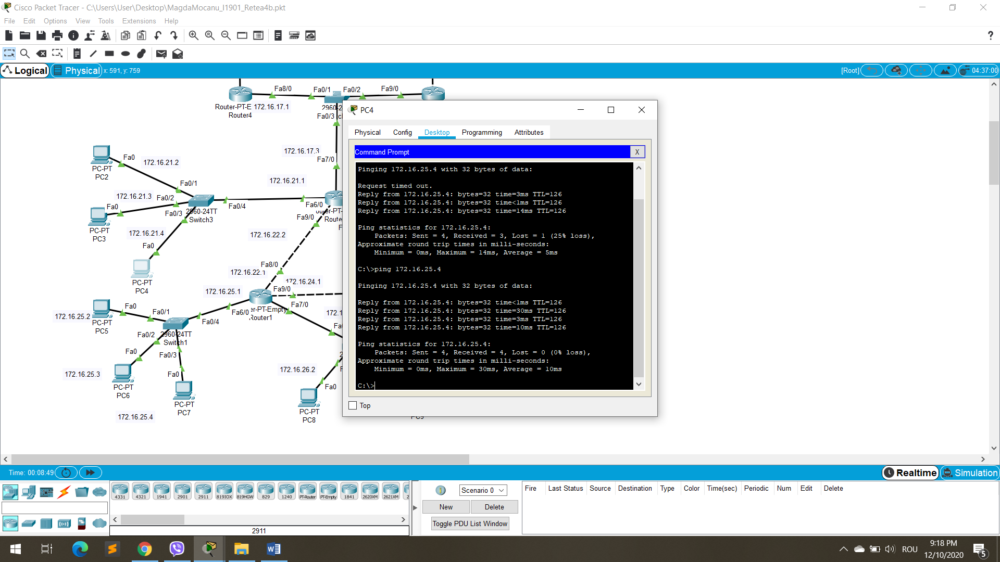 Cisco Packet Tracer - C:\Users\User\Desktop\MagdaMocanu_I1901_Retea4b.pkt
File Edit Options View Tools Extensions Help
?
Logical Physical x: 591, y: 759 [Root] 04:37:00
Fa8/0 Fa0/1 Fa0/2 Fa9/0
Router-PT-E 172.16.17.1
Router4
2960-2
Fa0/3
172.16.17.3
Fa7/0
Fa0
172.16.21.2
PC-PT
PC2
172.16.21.1
Fa0/1
172.16.21.3 Fa0/2
Fa0
Fa0/4
Fa6/0
Fa0/3 2960-24TT
Switch3
Fa9/0
Route
PC-PT
PC3
172.16.21.4
172.16.22.2
Fa0
PC-PT
PC4
Fa8/0
172.16.22.1
172.16.24.1
172.16.25.1
Fa9/0
Fa7/0
Fa6/0 er-PT-Empty
Router1
Fa0
172.16.25.2
Fa0/1
Fa0/4
PC-PT
PC5
Fa0/2 2960-24TT
Switch1
Fa0
Fa0/3
172.16.25.3
PC-PT
PC6
Fa0
PC-PT
PC7
172.16.25.4
172.16.26.2
Fa0
PC-PT
PC8
172.1
PC9
PC4
Physical Config Desktop Programming Attributes
Command Prompt X
Pinging 172.16.25.4 with 32 bytes of data:
Request timed out.
Reply from 172.16.25.4: bytes=32 time=3ms TTL=126
Reply from 172.16.25.4: bytes=32 time<1ms TTL=126
Reply from 172.16.25.4: bytes=32 time=14ms TTL=126
Ping statistics for 172.16.25.4:
Packets: Sent = 4, Received = 3, Lost = 1 (25% loss),
Approximate round trip times in milli-seconds:
Minimum = 0ms, Maximum = 14ms, Average = 5ms
C:\>ping 172.16.25.4
Pinging 172.16.25.4 with 32 bytes of data:
Reply from 172.16.25.4: bytes=32 time<1ms TTL=126
Reply from 172.16.25.4: bytes=32 time=30ms TTL=126
Reply from 172.16.25.4: bytes=32 time=3ms TTL=126
Reply from 172.16.25.4: bytes=32 time=10ms TTL=126
Ping statistics for 172.16.25.4:
Packets: Sent = 4, Received = 4, Lost = 0 (0% loss),
Approximate round trip times in milli-seconds:
Minimum = 0ms, Maximum = 30ms, Average = 10ms
C:\>
Top
Time: 00:08:49 Realtime Simulation
4331 4321 1941 2901 2911 819IOX 819HGW 829 1240 PT-Router PT-Empty 1841 2620XM 2621XM
2911
Scenario 0
New Delete
Toggle PDU List Window
Fire Last Status Source Destination Type Color Time(sec) Periodic Num Edit Delete
ROU
9:18 PM
12/10/2020
5